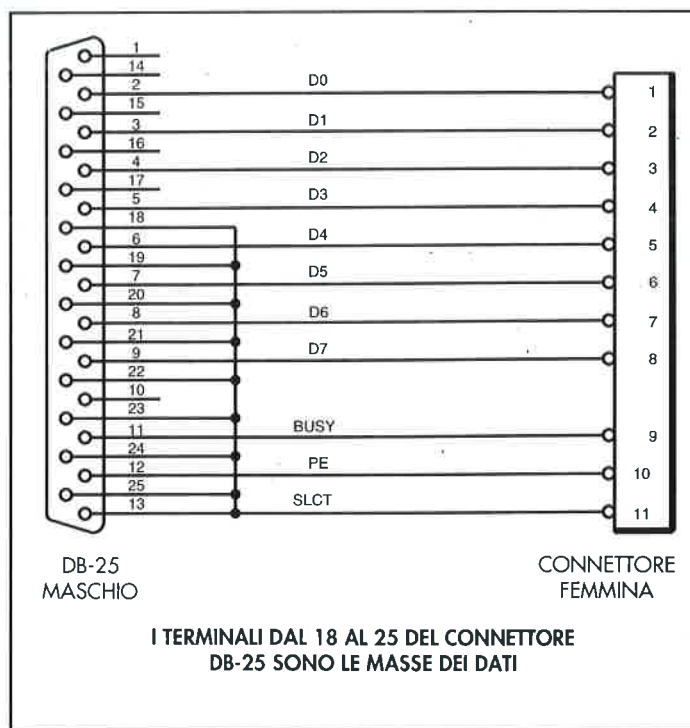 1
14
2 D0 1
15
3 D1 2
16
4 D2 3
17
5 D3 4
18
6 D4 5
19
7 D5 6
20
8 D6 7
21
9 D7 8
22
10
23
11 BUSY 9
24
12 PE 10
25
13 SLCT 11
DB-25
MASCHIO
CONNETTORE
FEMMINA
I TERMINALI DAL 18 AL 25 DEL CONNETTORE
DB-25 SONO LE MASSE DEI DATI